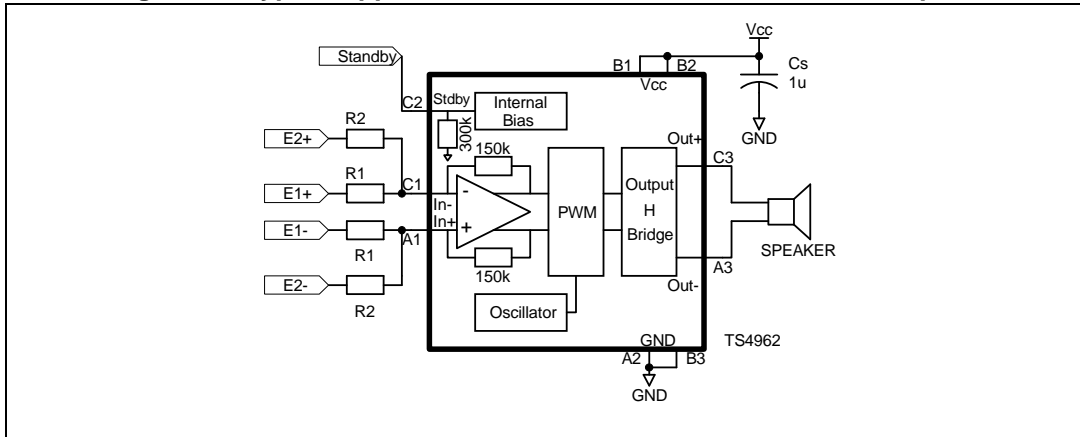 Vcc
Standby
B1
B2
Cs
1u
Vcc
C2
Stdby
Internal
Bias
GND
300k
R2
E2+
150k
Out+
C3
R1
C1
E1+
-
Output
In-
PWM
H
In+
E1-
+
Bridge
A1
SPEAKER
R1
150k
A3
E2-
Out-
R2
Oscillator
GND
TS4962
A2
B3
GND